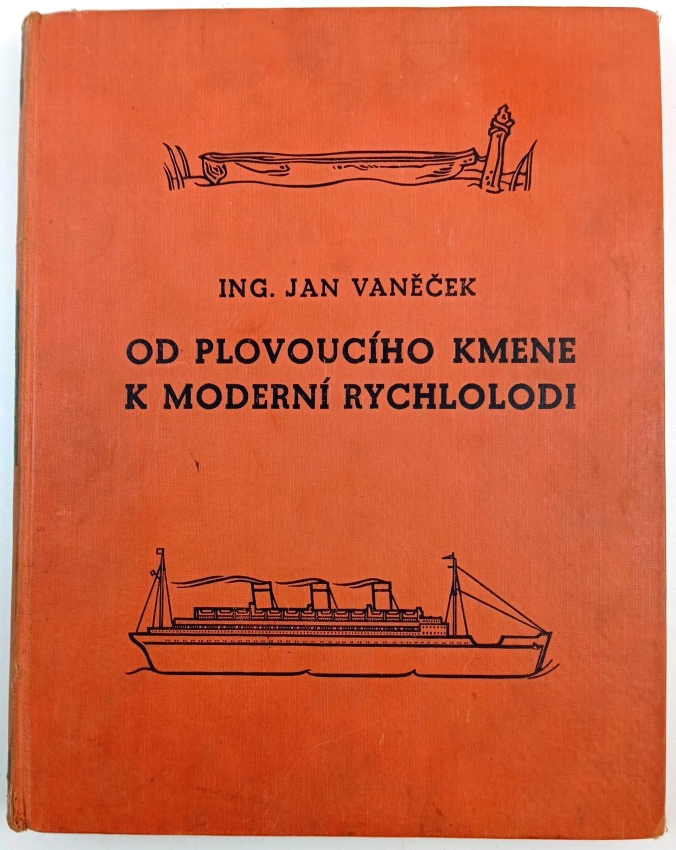 ING. JAN VANĚČEK
OD PLOVOUCÍHO KMENE
K MODERNÍ RYCHLOLODI